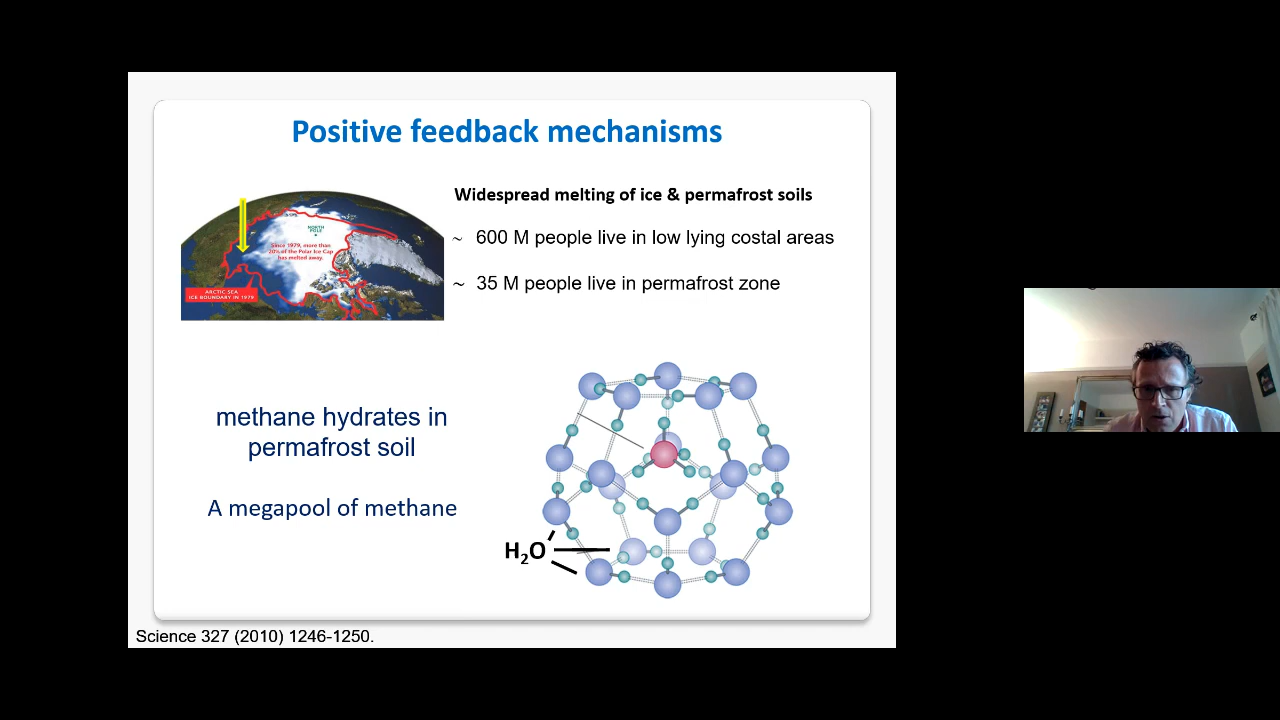 Positive feedback mechanisms
Widespread melting of ice & permafrost soils
~ 600 M people live in low lying costal areas
~ 35 M people live in permafrost zone
NORTH
POLE
Since 1979, more than
20% of the Polar Ice Cap
has melted away.
ARCTIC SEA
ICE BOUNDARY IN 1979
methane hydrates in
permafrost soil
A megapool of methane
H₂O
Science 327 (2010) 1246-1250.